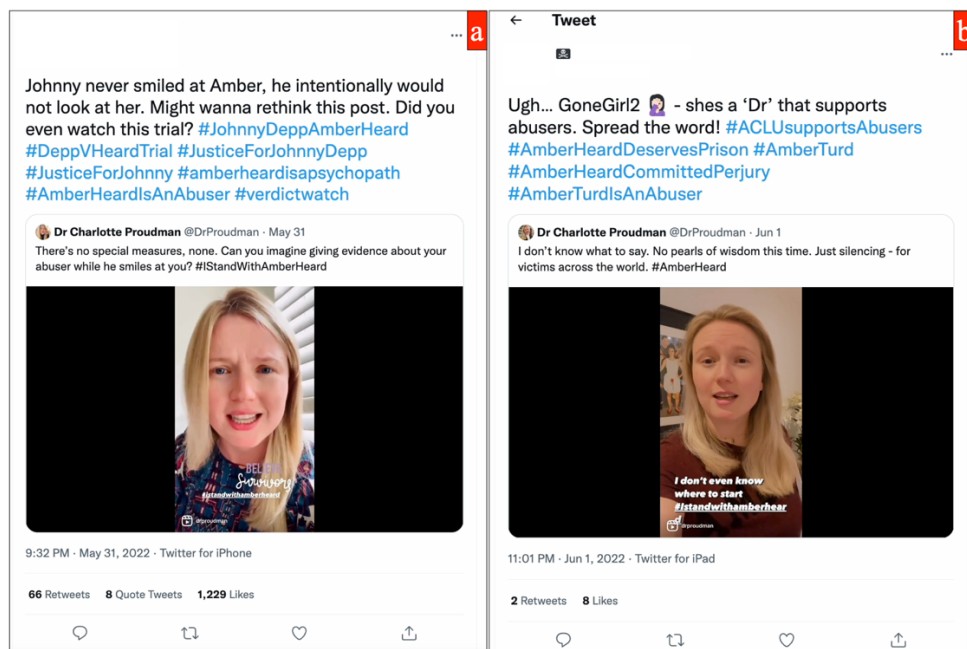 a
Johnny never smiled at Amber, he intentionally would
not look at her. Might wanna rethink this post. Did you
even watch this trial? #JohnnyDeppAmberHeard
#DeppVHeardTrial #JusticeForJohnnyDepp
#JusticeForJohnny #amberheardisapsychopath
#AmberHeardIsAnAbuser #verdictwatch
Dr Charlotte Proudman @DrProudman · May 31
There's no special measures, none. Can you imagine giving evidence about your
abuser while he smiles at you? #IStandWithAmberHeard
BELIEVE
Survivors
#istandwithamberheard
drproudman
9:32 PM · May 31, 2022 · Twitter for iPhone
66 Retweets 8 Quote Tweets 1,229 Likes
Tweet
b
Ugh... GoneGirl2 🤦🏻‍♀️ - shes a ‘Dr’ that supports
abusers. Spread the word! #ACLUsupportsAbusers
#AmberHeardDeservesPrison #AmberTurd
#AmberHeardCommittedPerjury
#AmberTurdIsAnAbuser
Dr Charlotte Proudman @DrProudman · Jun 1
I don't know what to say. No pearls of wisdom this time. Just silencing - for
victims across the world. #AmberHeard
I don't even know
where to start
#Istandwithamberhear
d
drproudman
11:01 PM · Jun 1, 2022 · Twitter for iPad
2 Retweets 8 Likes